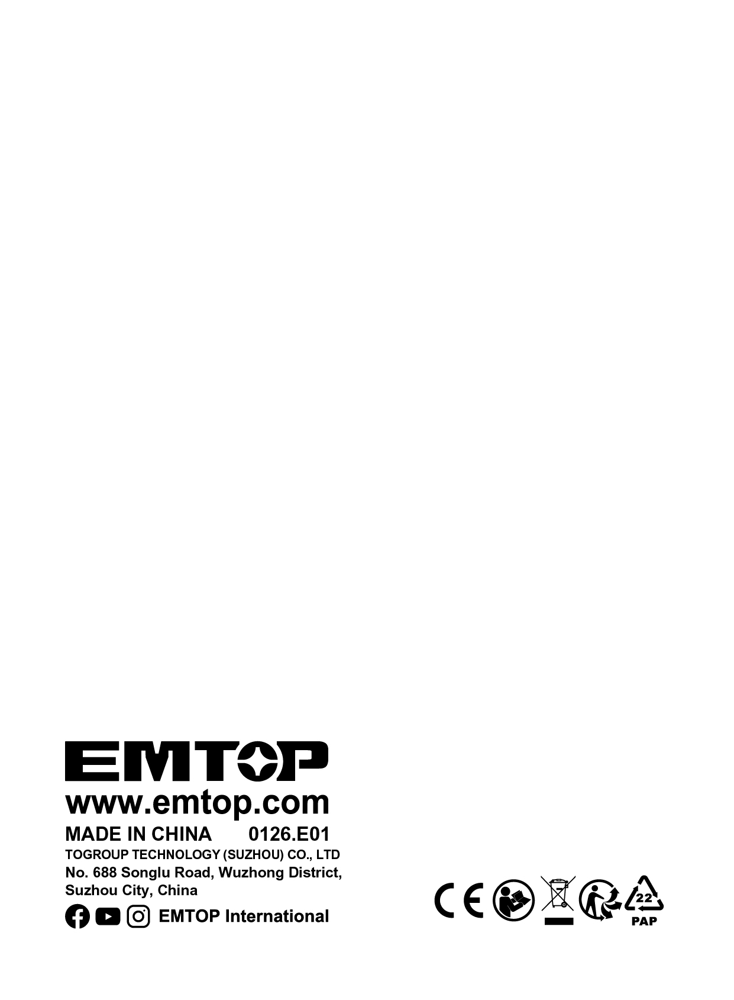 EMTOP
www.emtop.com
MADE IN CHINA 0126.E01
TOGROUP TECHNOLOGY (SUZHOU) CO., LTD
No. 688 Songlu Road, Wuzhong District,
Suzhou City, China
EMTOP International
CE
22
PAP